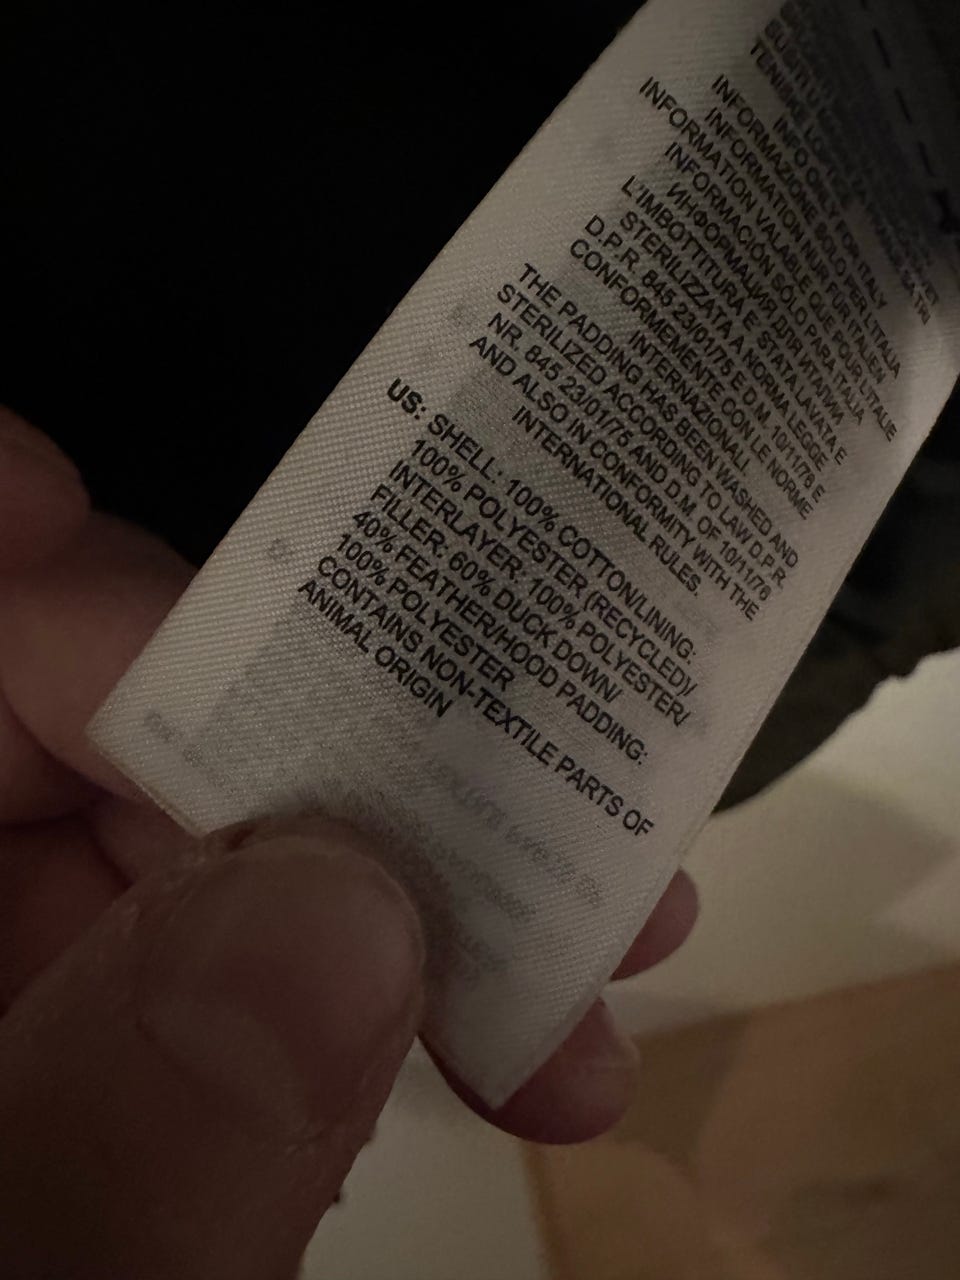 INFO ONLY FOR ITALY
INFORMAZIONE SOLO PER L'ITALIA
INFORMATION NUR FÜR ITALIEN
INFORMATION VALABLE QUE POUR L'ITALIE
INFORMACIÓN SÓLO PARA ITALIA
ИНФОРМАЦИЯ ДЛЯ ИТАЛИИ
L'IMBOTTITURA E' STATA LAVATA E
STERILIZZATA A NORMA LEGGE
D.P.R. 845 23/01/75 E D.M. 10/11/76 E
CONFORMEMENTE CON LE NORME
INTERNAZIONALI.
THE PADDING HAS BEEN WASHED AND
STERILIZED ACCORDING TO LAW D.P.R.
NR. 845 23/01/75 AND D.M. OF 10/11/76
AND ALSO IN CONFORMITY WITH THE
INTERNATIONAL RULES.
US: SHELL: 100% COTTON/LINING:
100% POLYESTER (RECYCLED)/
INTERLAYER: 100% POLYESTER/
FILLER: 60% DUCK DOWN/
40% FEATHER/HOOD PADDING:
100% POLYESTER
CONTAINS NON-TEXTILE PARTS OF
ANIMAL ORIGIN